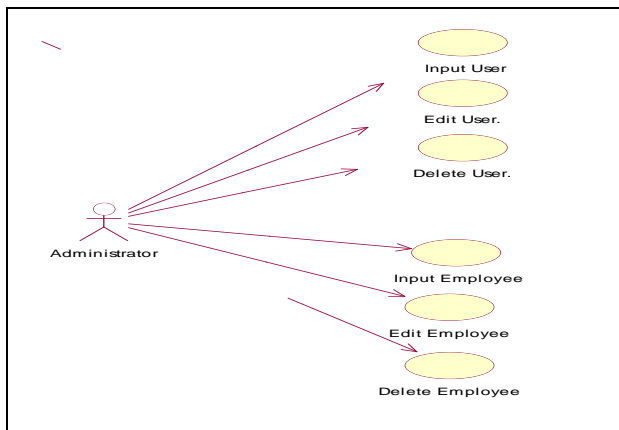 Input User
Edit User.
Delete User.
Administrator
Input Employee
Edit Employee
Delete Employee